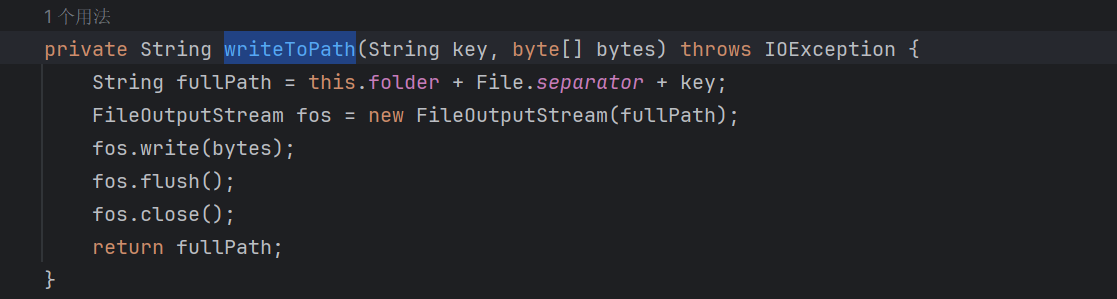 1 个用法
private String writeToPath(String key, byte[] bytes) throws IOException {
    String fullPath = this.folder + File.separator + key;
    FileOutputStream fos = new FileOutputStream(fullPath);
    fos.write(bytes);
    fos.flush();
    fos.close();
    return fullPath;
}